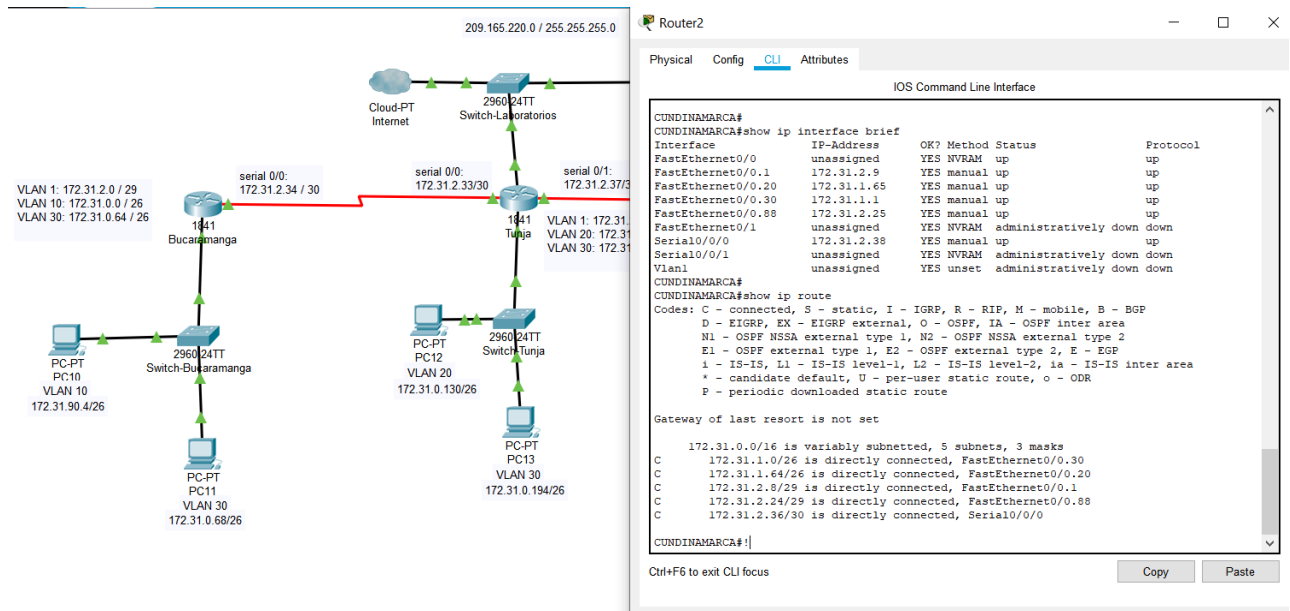 209.165.220.0 / 255.255.255.0
Cloud-PT
Internet
2960-24TT
Switch-Laboratorios
VLAN 1: 172.31.2.0 / 29
VLAN 10: 172.31.0.0 / 26
VLAN 30: 172.31.0.64 / 26
serial 0/0:
172.31.2.34 / 30
serial 0/0:
172.31.2.33/30
serial 0/1:
172.31.2.37/3
1841
Bucaramanga
1841
Tunja
VLAN 1: 172.31.
VLAN 20: 172.31
VLAN 30: 172.31
PC-PT
PC10
VLAN 10
172.31.90.4/26
2960-24TT
Switch-Bucaramanga
PC-PT
PC11
VLAN 30
172.31.0.68/26
PC-PT
PC12
VLAN 20
172.31.0.130/26
2960-24TT
Switch-Tunja
PC-PT
PC13
VLAN 30
172.31.0.194/26
Router2
Physical Config CLI Attributes
IOS Command Line Interface
CUNDINAMARCA#
CUNDINAMARCA#show ip interface brief
Interface IP-Address OK? Method Status Protocol
FastEthernet0/0 unassigned YES NVRAM up up
FastEthernet0/0.1 172.31.2.9 YES manual up up
FastEthernet0/0.20 172.31.1.65 YES manual up up
FastEthernet0/0.30 172.31.1.1 YES manual up up
FastEthernet0/0.88 172.31.2.25 YES manual up up
FastEthernet0/1 unassigned YES NVRAM administratively down down
Serial0/0/0 172.31.2.38 YES manual up up
Serial0/0/1 unassigned YES NVRAM administratively down down
Vlan1 unassigned YES unset administratively down down
CUNDINAMARCA#
CUNDINAMARCA#show ip route
Codes: C - connected, S - static, I - IGRP, R - RIP, M - mobile, B - BGP
D - EIGRP, EX - EIGRP external, O - OSPF, IA - OSPF inter area
N1 - OSPF NSSA external type 1, N2 - OSPF NSSA external type 2
E1 - OSPF external type 1, E2 - OSPF external type 2, E - EGP
i - IS-IS, L1 - IS-IS level-1, L2 - IS-IS level-2, ia - IS-IS inter area
* - candidate default, U - per-user static route, o - ODR
P - periodic downloaded static route
Gateway of last resort is not set
172.31.0.0/16 is variably subnetted, 5 subnets, 3 masks
C 172.31.1.0/26 is directly connected, FastEthernet0/0.30
C 172.31.1.64/26 is directly connected, FastEthernet0/0.20
C 172.31.2.8/29 is directly connected, FastEthernet0/0.1
C 172.31.2.24/29 is directly connected, FastEthernet0/0.88
C 172.31.2.36/30 is directly connected, Serial0/0/0
CUNDINAMARCA#!
Ctrl+F6 to exit CLI focus
Copy Paste